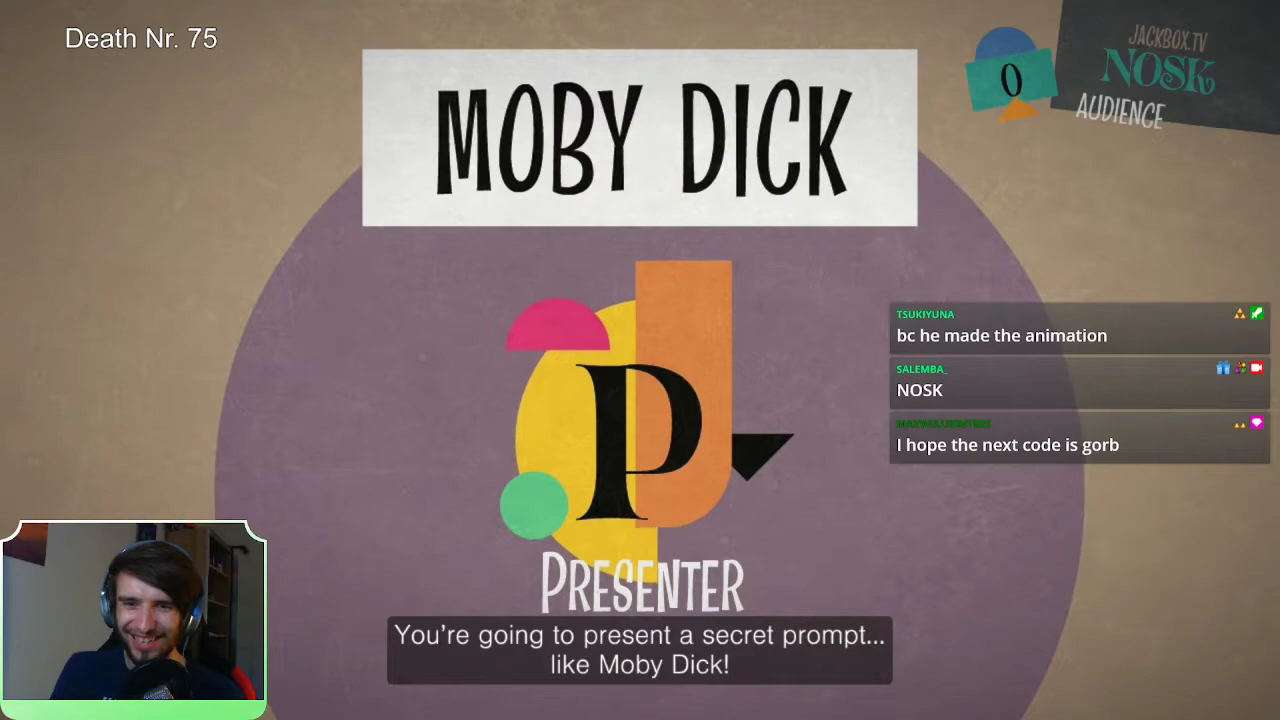 Death Nr. 75
MOBY DICK
0
JACKBOX.TV
NOSK
AUDIENCE
TSUKIYUNA
bc he made the animation
SALEMBA_
NOSK
I hope the next code is gorb
P
PRESENTER
You're going to present a secret prompt...
like Moby Dick!